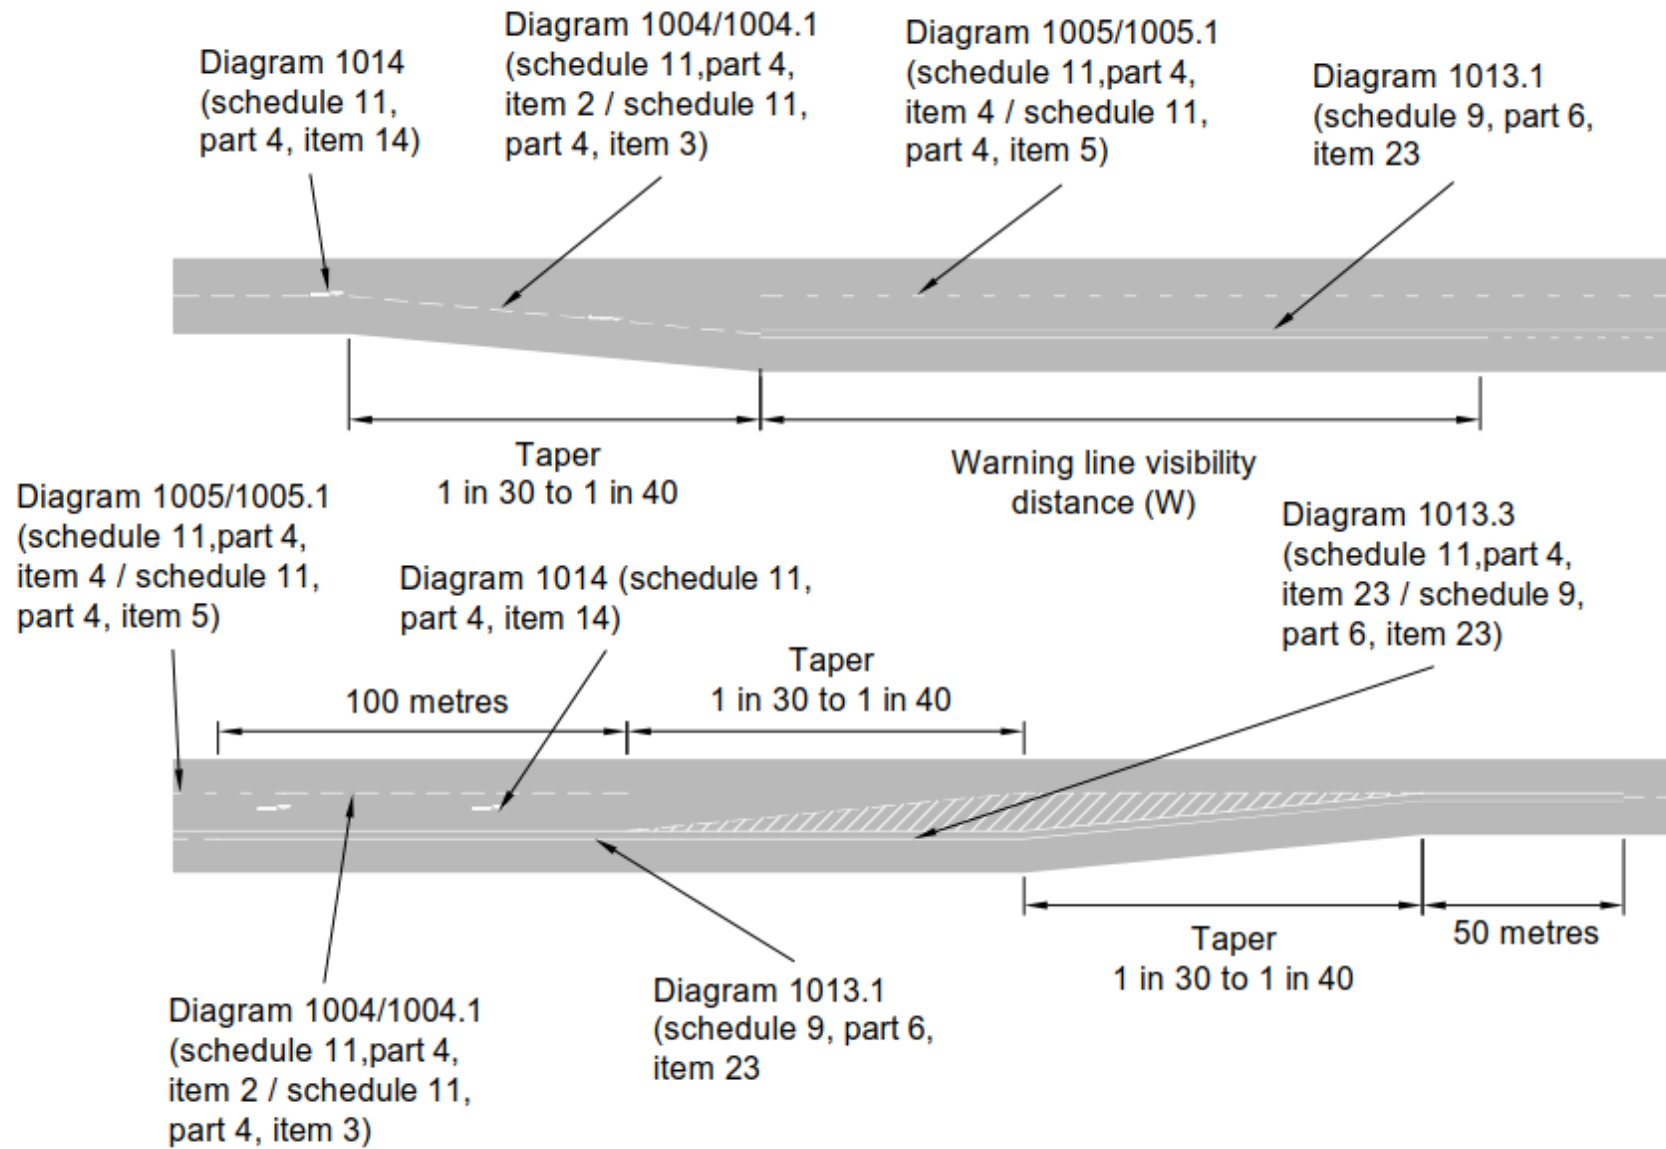 Diagram 1014
(schedule 11,
part 4, item 14)
Diagram 1004/1004.1
(schedule 11,part 4,
item 2 / schedule 11,
part 4, item 3)
Diagram 1005/1005.1
(schedule 11,part 4,
item 4 / schedule 11,
part 4, item 5)
Diagram 1013.1
(schedule 9, part 6,
item 23
Taper
1 in 30 to 1 in 40
Warning line visibility
distance (W)
Diagram 1005/1005.1
(schedule 11,part 4,
item 4 / schedule 11,
part 4, item 5)
Diagram 1014 (schedule 11,
part 4, item 14)
Diagram 1013.3
(schedule 11,part 4,
item 23 / schedule 9,
part 6, item 23)
100 metres
Taper
1 in 30 to 1 in 40
Taper
1 in 30 to 1 in 40
50 metres
Diagram 1004/1004.1
(schedule 11,part 4,
item 2 / schedule 11,
part 4, item 3)
Diagram 1013.1
(schedule 9, part 6,
item 23